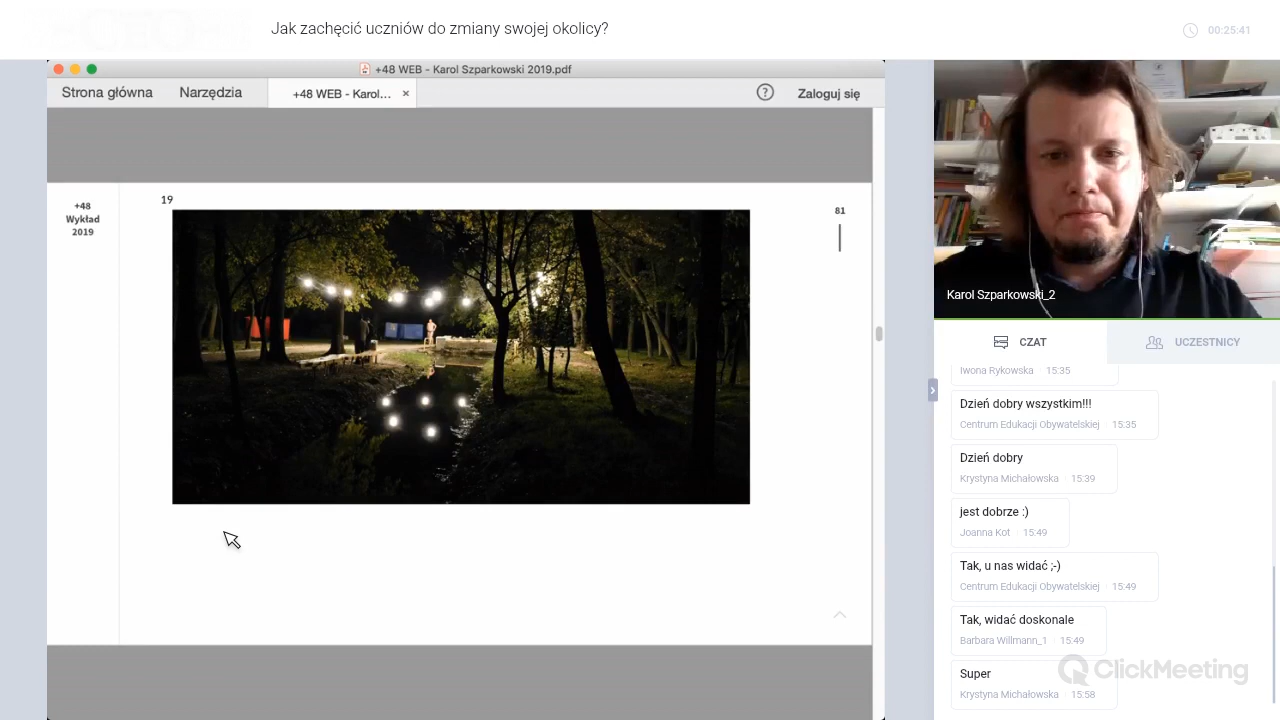 Jak zachęcić uczniów do zmiany swojej okolicy?
00:25:41
+48 WEB - Karol Szparkowski 2019.pdf
Strona główna
Narzędzia
+48 WEB - Karol... ×
?
Zaloguj się
+48
Wykład
2019
19
81
Karol Szparkowski_2
CZAT
UCZESTNICY
Iwona Rykowska 15:35
Dzień dobry wszystkim!!!
Centrum Edukacji Obywatelskiej 15:35
Dzień dobry
Krystyna Michałowska 15:39
jest dobrze :)
Joanna Kot 15:49
Tak, u nas widać ;-)
Centrum Edukacji Obywatelskiej 15:49
Tak, widać doskonale
Barbara Willmann_1 15:49
Super
Krystyna Michałowska 15:58
ClickMeeting